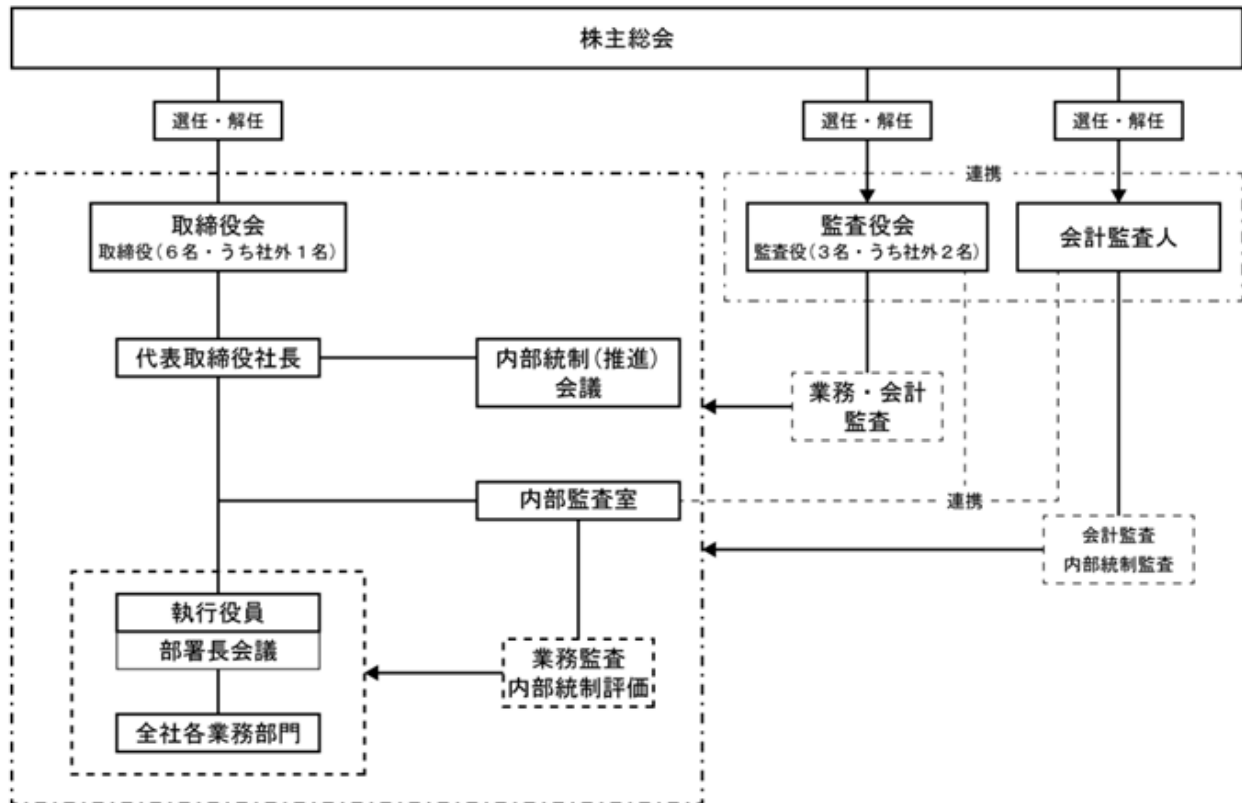 株主総会
選任・解任
選任・解任
選任・解任
連携
取締役会
取締役(6名・うち社外1名)
監査役会
監査役(3名・うち社外2名)
会計監査人
代表取締役社長
内部統制(推進)
会議
業務・会計
監査
内部監査室
連携
会計監査
内部統制監査
執行役員
部署長会議
業務監査
内部統制評価
全社各業務部門